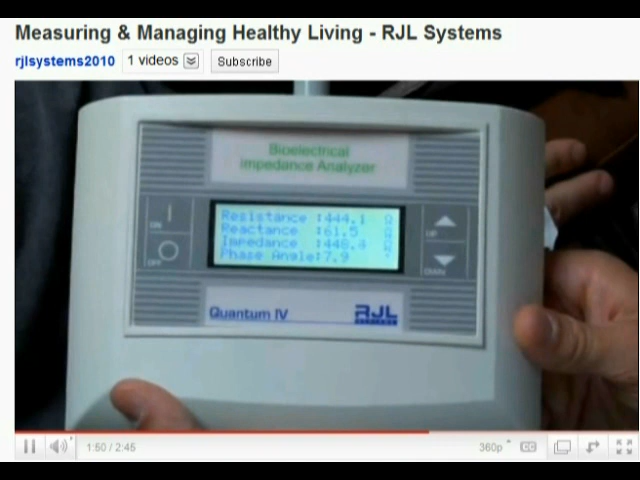 Measuring & Managing Healthy Living - RJL Systems
rjlsystems2010 1 videos Subscribe
Bioelectrical
Impedance Analyzer
Resistance :444.1 Ω
Reactance :61.5 Ω
Impedance :448.4 Ω
Phase Angle:7.9 °
ON
OFF
UP
DOWN
Quantum IV RJL
SYSTEMS
1:50 / 2:45 360p CC